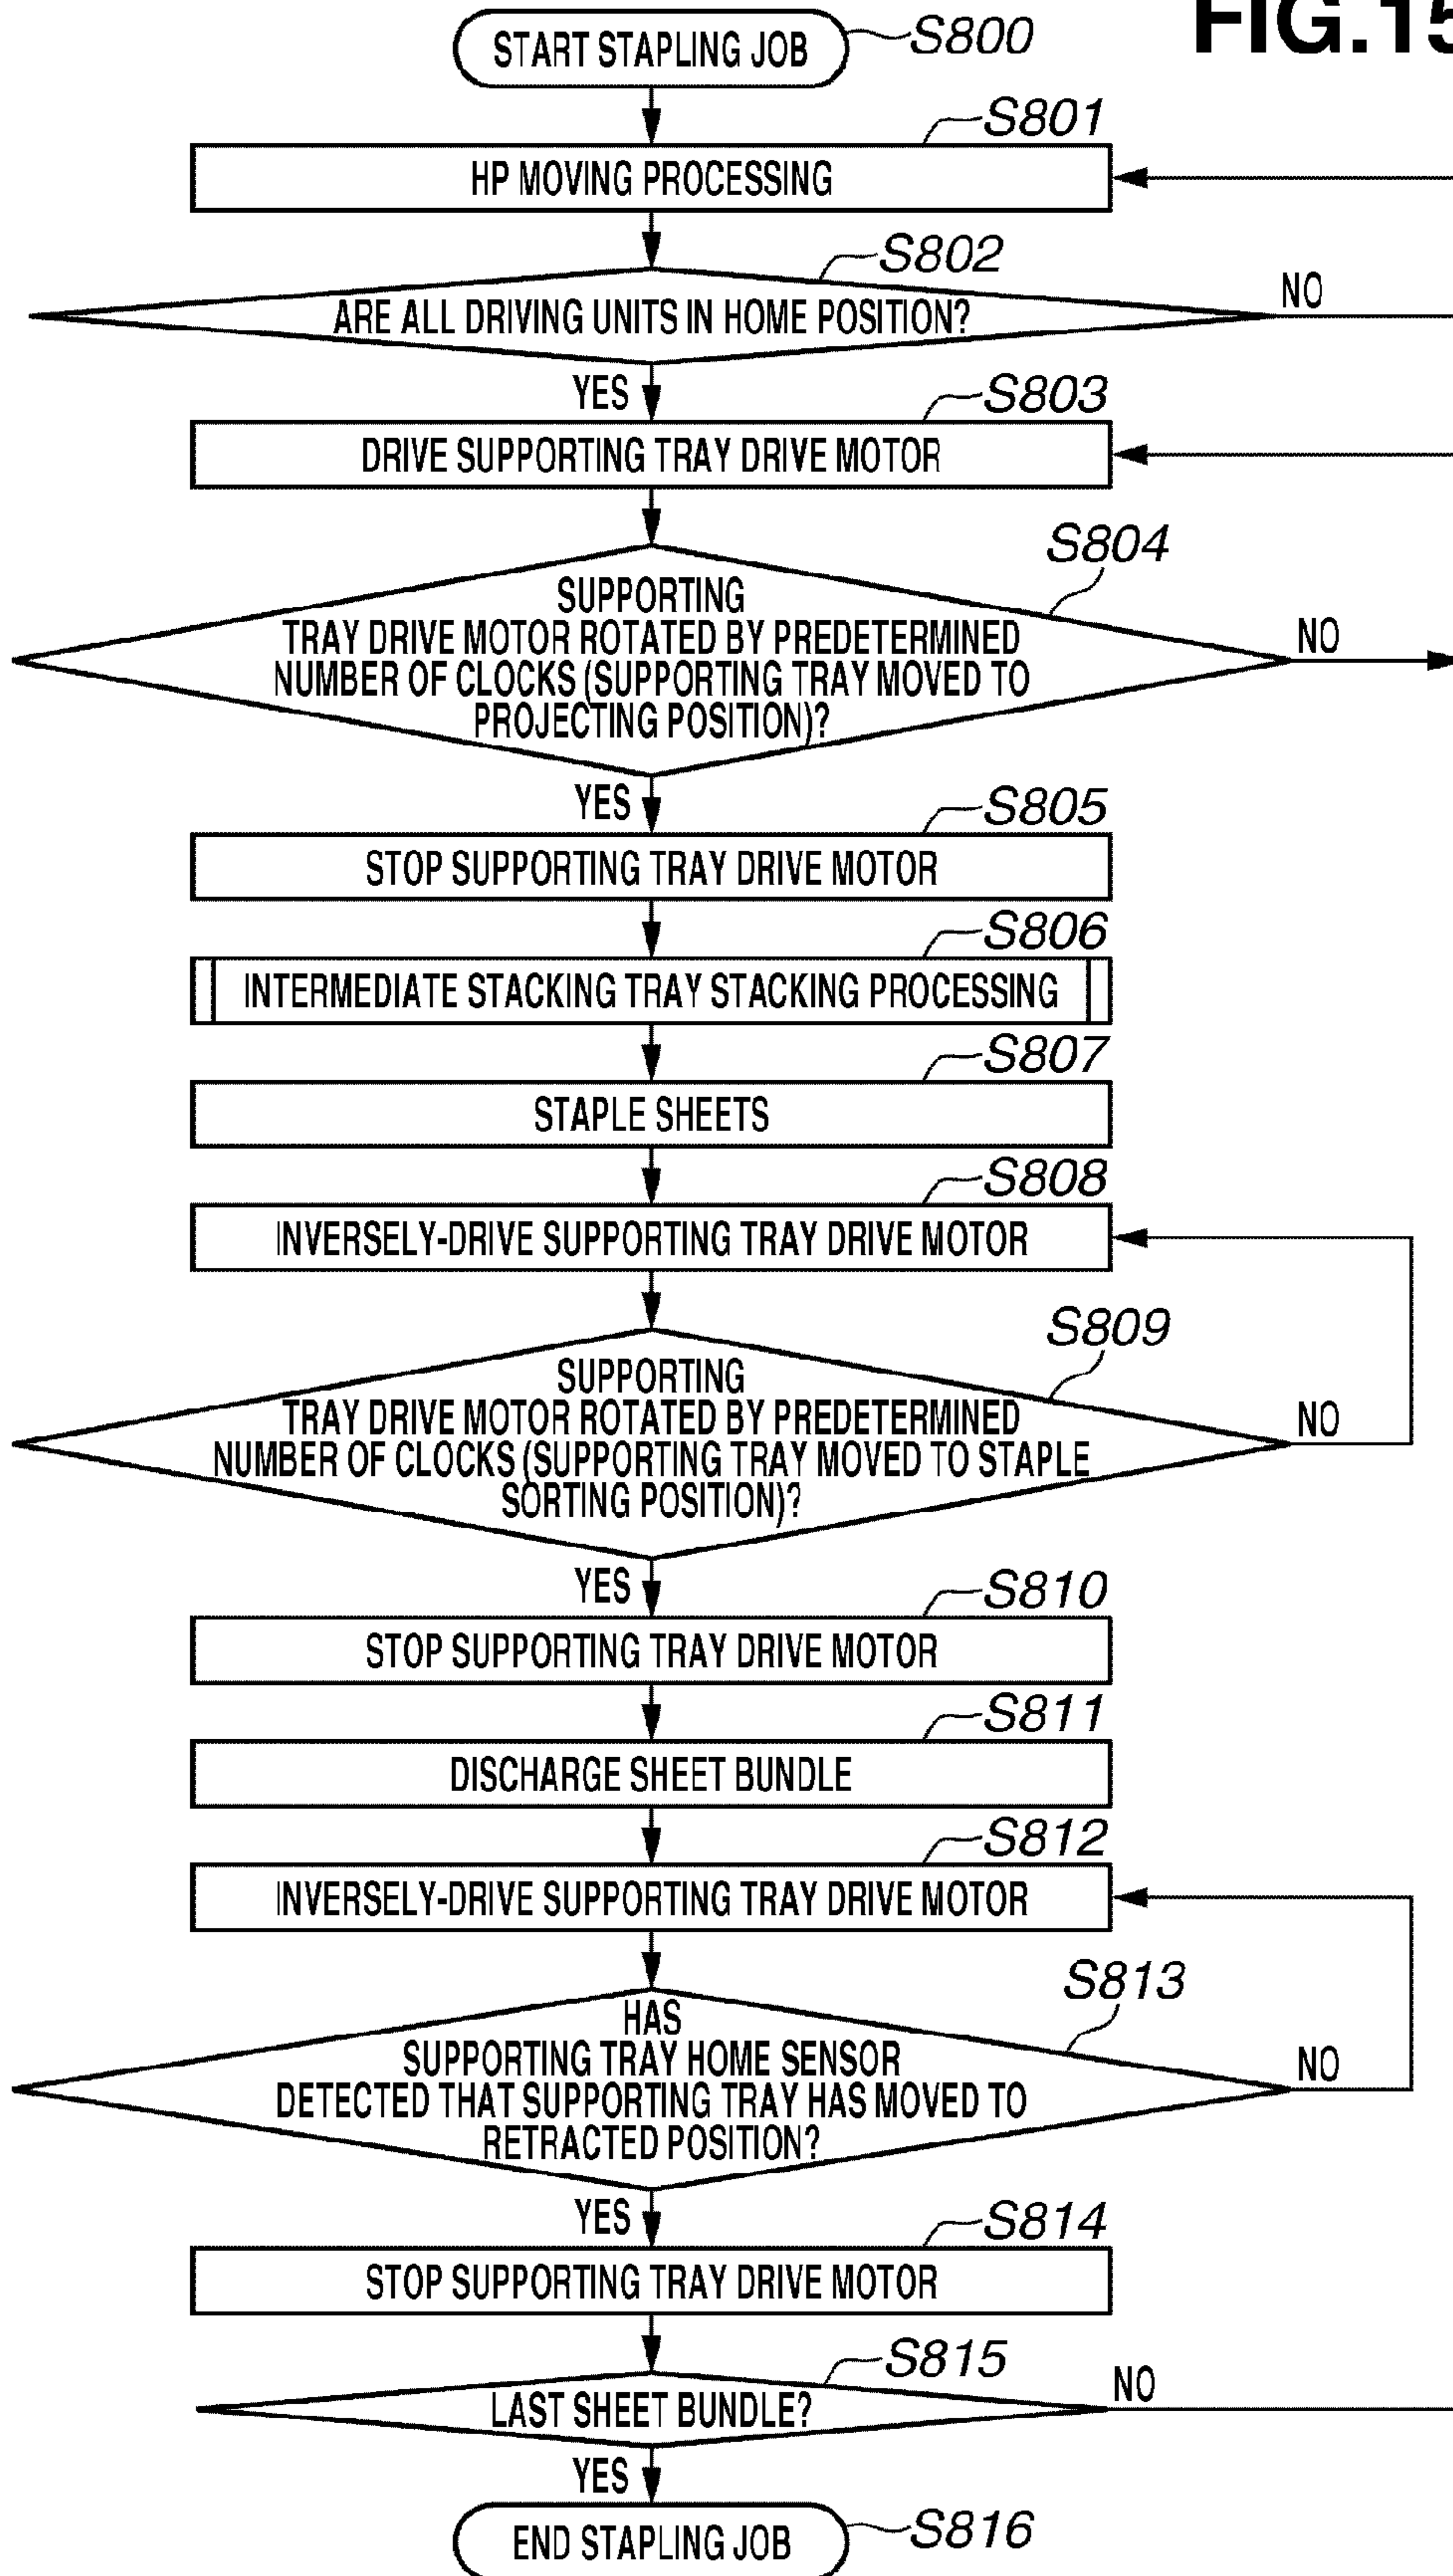 FIG.15
START STAPLING JOB
S800
S801
HP MOVING PROCESSING
S802
ARE ALL DRIVING UNITS IN HOME POSITION?
NO
YES
S803
DRIVE SUPPORTING TRAY DRIVE MOTOR
S804
SUPPORTING
TRAY DRIVE MOTOR ROTATED BY PREDETERMINED
NUMBER OF CLOCKS (SUPPORTING TRAY MOVED TO
PROJECTING POSITION)?
NO
YES
S805
STOP SUPPORTING TRAY DRIVE MOTOR
S806
INTERMEDIATE STACKING TRAY STACKING PROCESSING
S807
STAPLE SHEETS
S808
INVERSELY-DRIVE SUPPORTING TRAY DRIVE MOTOR
S809
SUPPORTING
TRAY DRIVE MOTOR ROTATED BY PREDETERMINED
NUMBER OF CLOCKS (SUPPORTING TRAY MOVED TO STAPLE
SORTING POSITION)?
NO
YES
S810
STOP SUPPORTING TRAY DRIVE MOTOR
S811
DISCHARGE SHEET BUNDLE
S812
INVERSELY-DRIVE SUPPORTING TRAY DRIVE MOTOR
S813
HAS
SUPPORTING TRAY HOME SENSOR
DETECTED THAT SUPPORTING TRAY HAS MOVED TO
RETRACTED POSITION?
NO
YES
S814
STOP SUPPORTING TRAY DRIVE MOTOR
S815
LAST SHEET BUNDLE?
NO
YES
END STAPLING JOB
S816